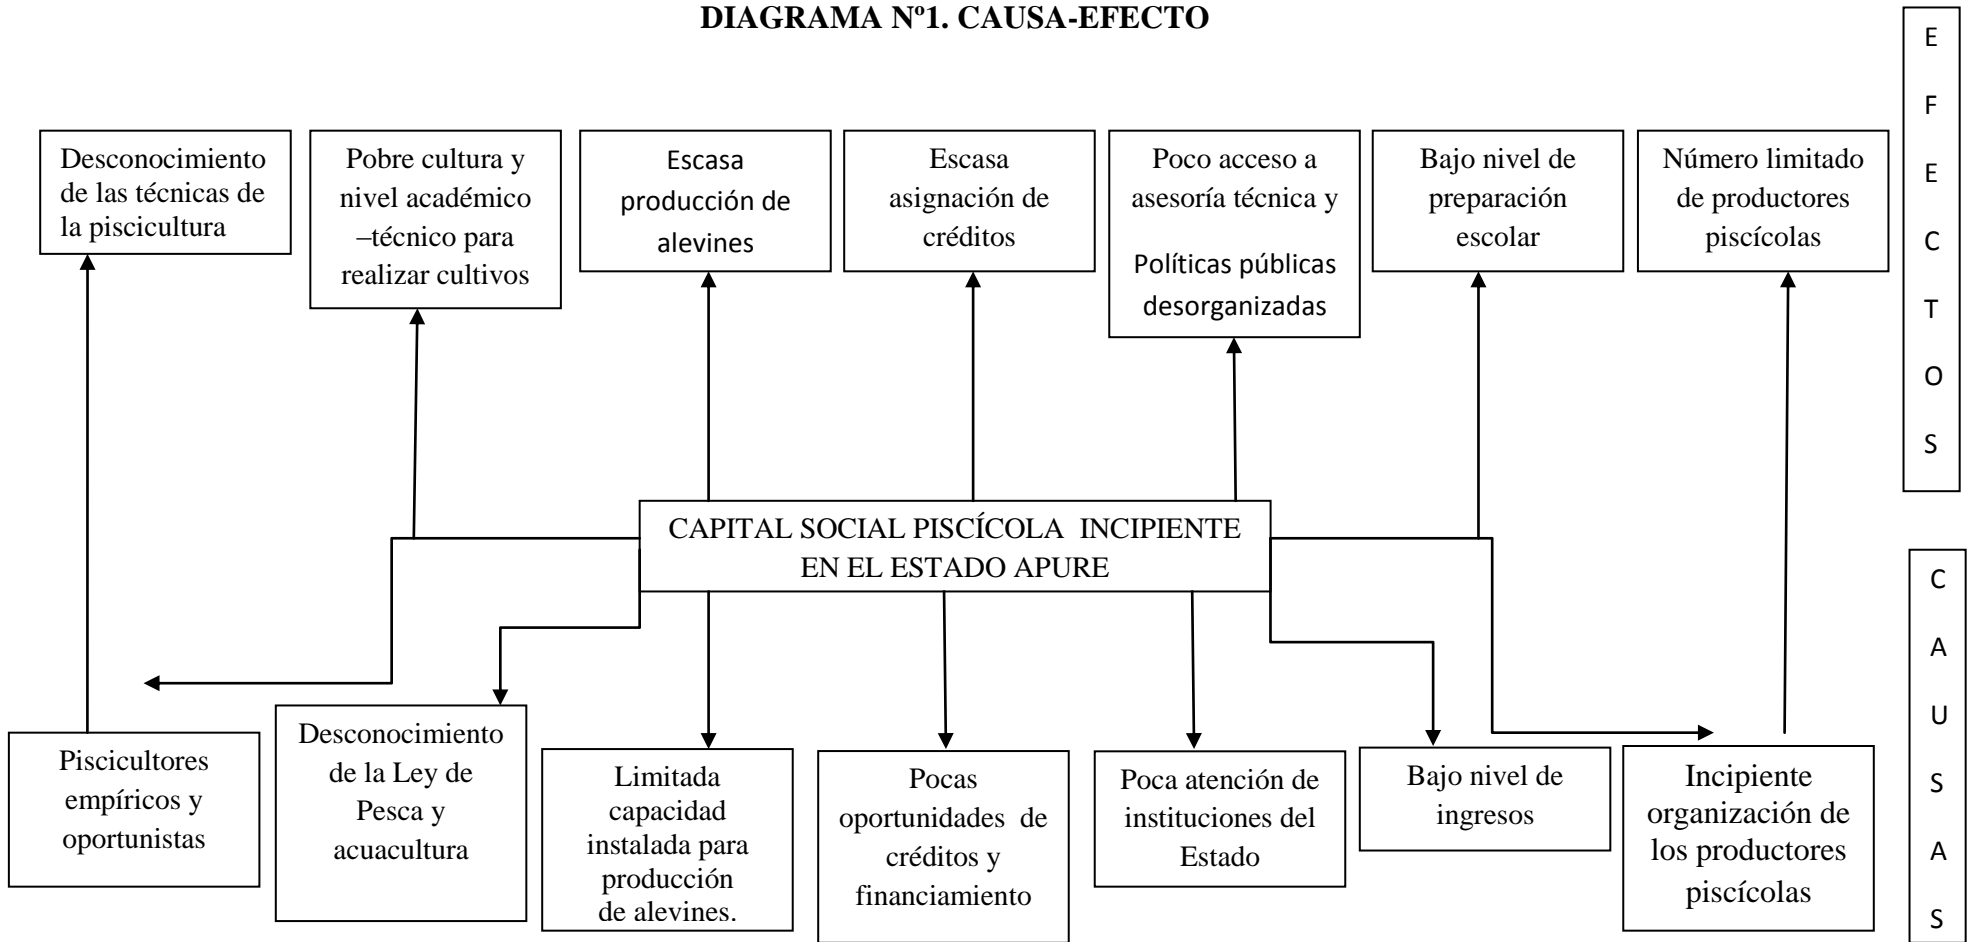 DIAGRAMA Nº1. CAUSA-EFECTO
E
F
E
C
T
O
S
Desconocimiento
de las técnicas de
la piscicultura
Pobre cultura y
nivel académico
–técnico para
realizar cultivos
Escasa
producción de
alevines
Escasa
asignación de
créditos
Poco acceso a
asesoría técnica y
Políticas públicas
desorganizadas
Bajo nivel de
preparación
escolar
Número limitado
de productores
piscícolas
CAPITAL SOCIAL PISCÍCOLA INCIPIENTE
EN EL ESTADO APURE
C
A
U
S
A
S
Piscicultores
empíricos y
oportunistas
Desconocimiento
de la Ley de
Pesca y
acuacultura
Limitada
capacidad
instalada para
producción
de alevines.
Pocas
oportunidades de
créditos y
financiamiento
Poca atención de
instituciones del
Estado
Bajo nivel de
ingresos
Incipiente
organización de
los productores
piscícolas